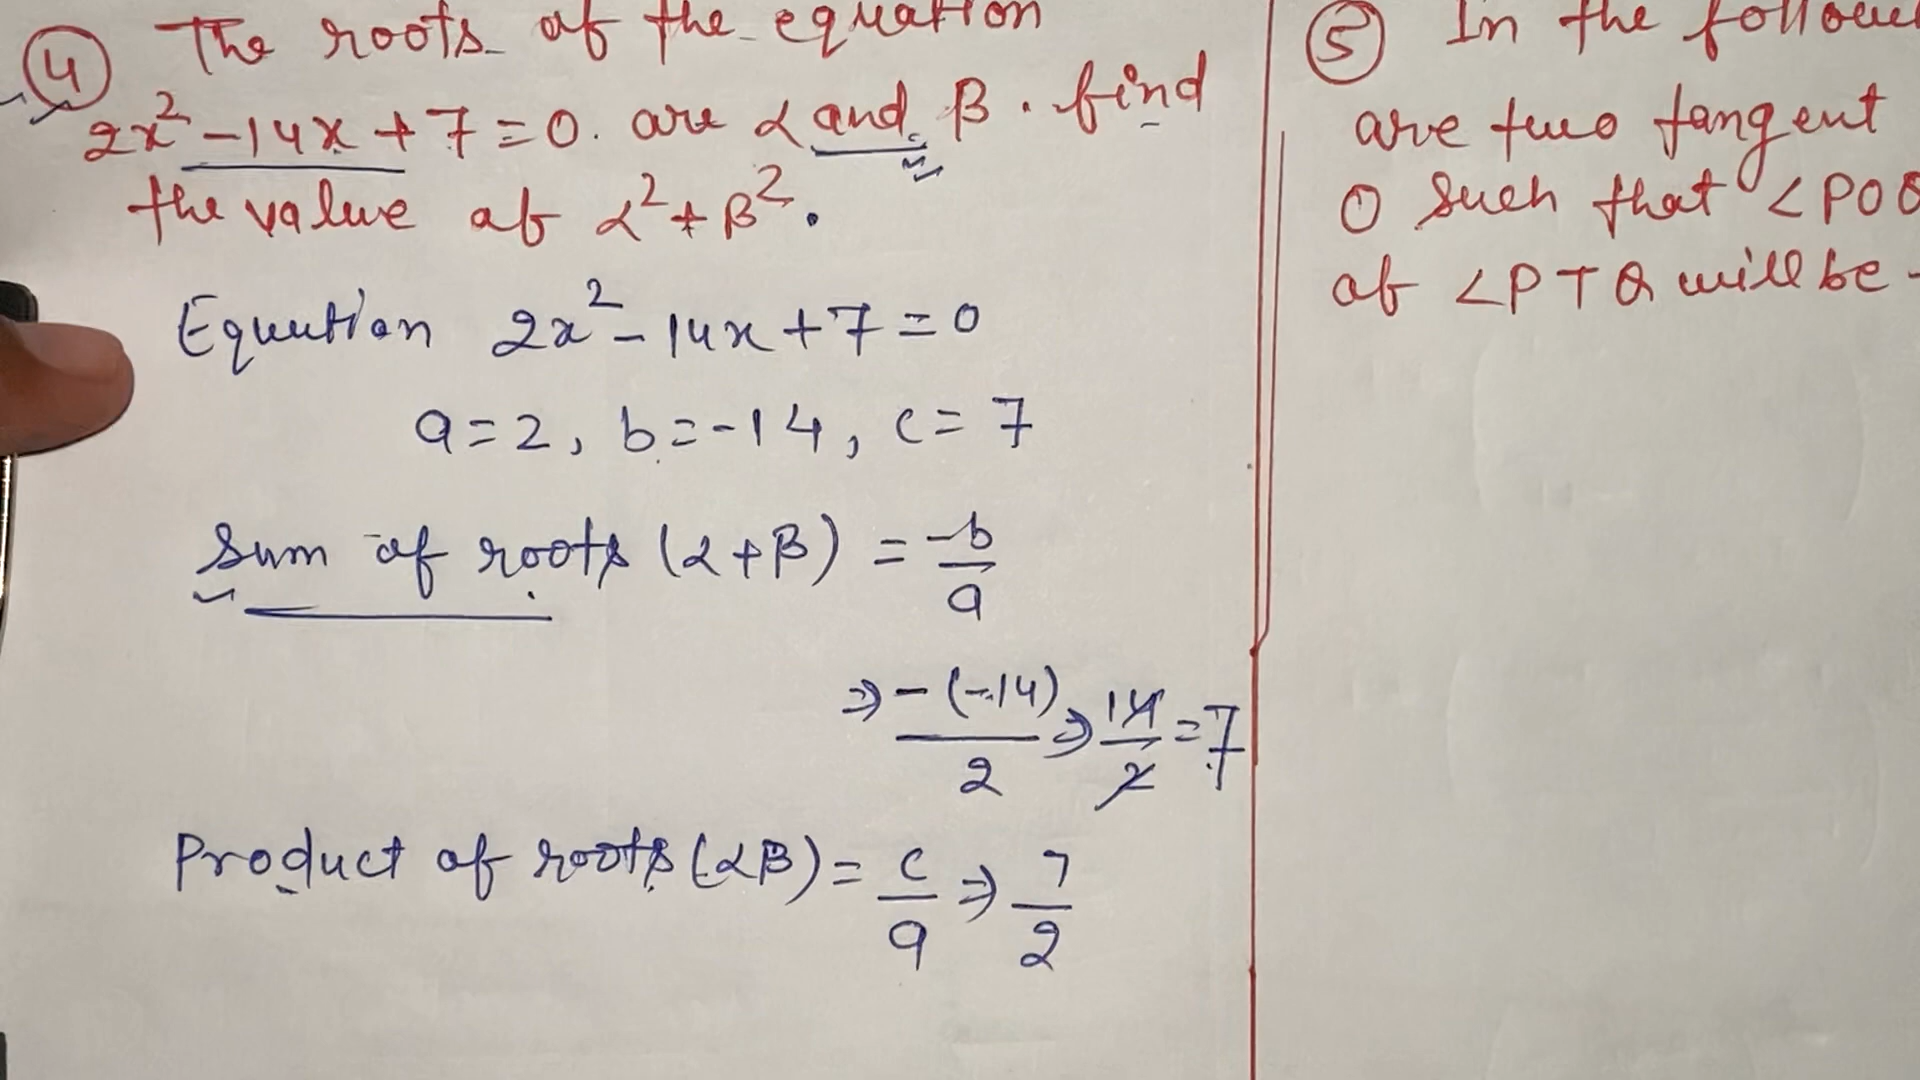 ④ The roots of the equation
2x² - 14x + 7 = 0. are α and β. find
the value of α² + β².
Equation 2x² - 14x + 7 = 0
a = 2, b = -14, c = 7
Sum of roots (α + β) = -b/a
⇒ -(-14)/2 ⇒ 14/2 = 7
Product of roots (αβ) = c/a ⇒ 7/2
⑤ In the
are two tangent
O such that ∠PO
of ∠PTQ will be -